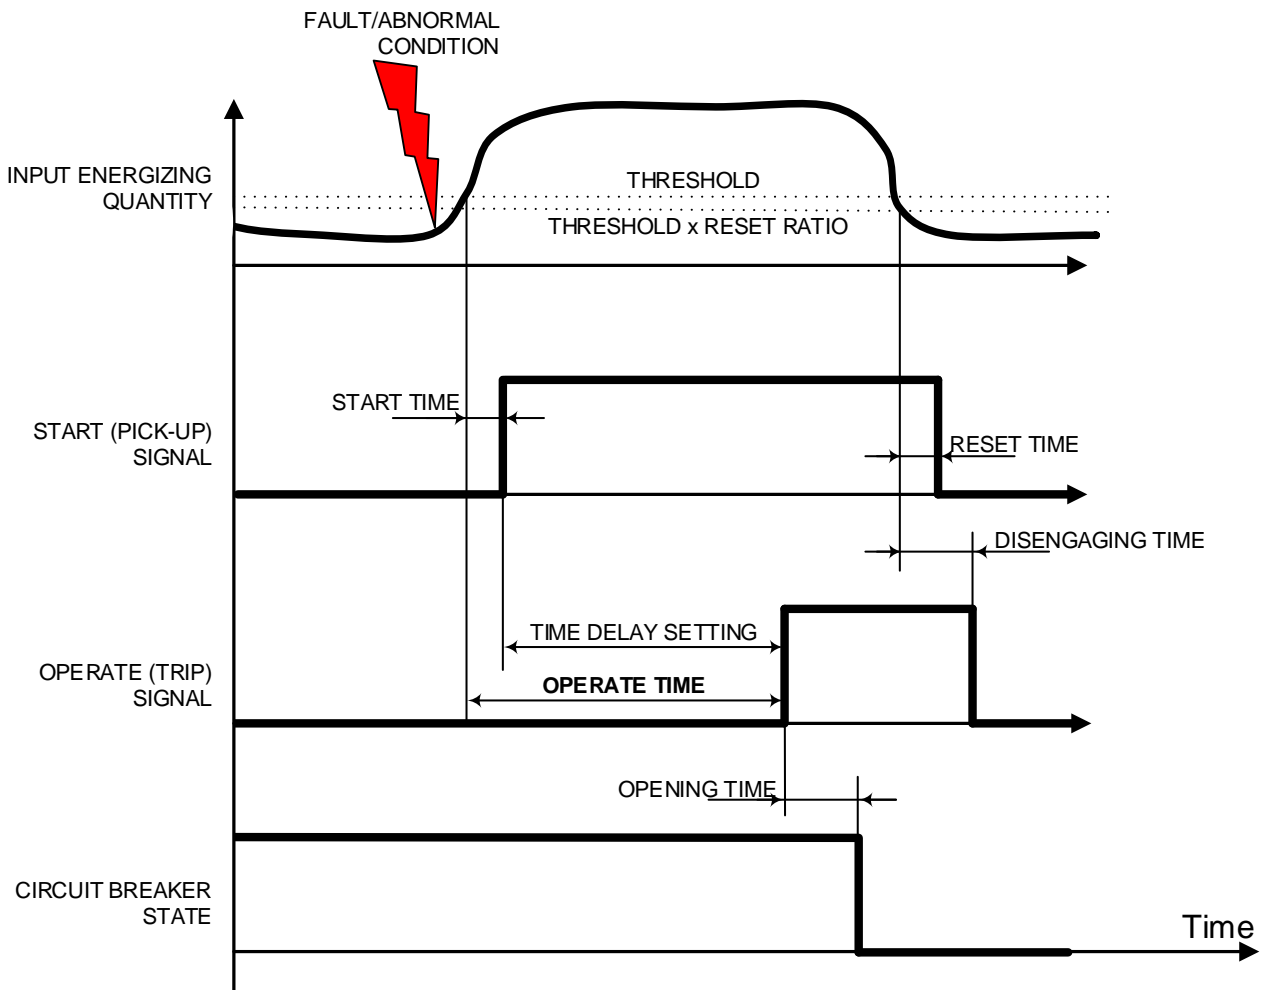 FAULT/ABNORMAL
CONDITION
INPUT ENERGIZING
QUANTITY
THRESHOLD
THRESHOLD x RESET RATIO
START TIME
START (PICK-UP)
SIGNAL
RESET TIME
DISENGAGING TIME
TIME DELAY SETTING
OPERATE (TRIP)
SIGNAL
OPERATE TIME
OPENING TIME
CIRCUIT BREAKER
STATE
Time